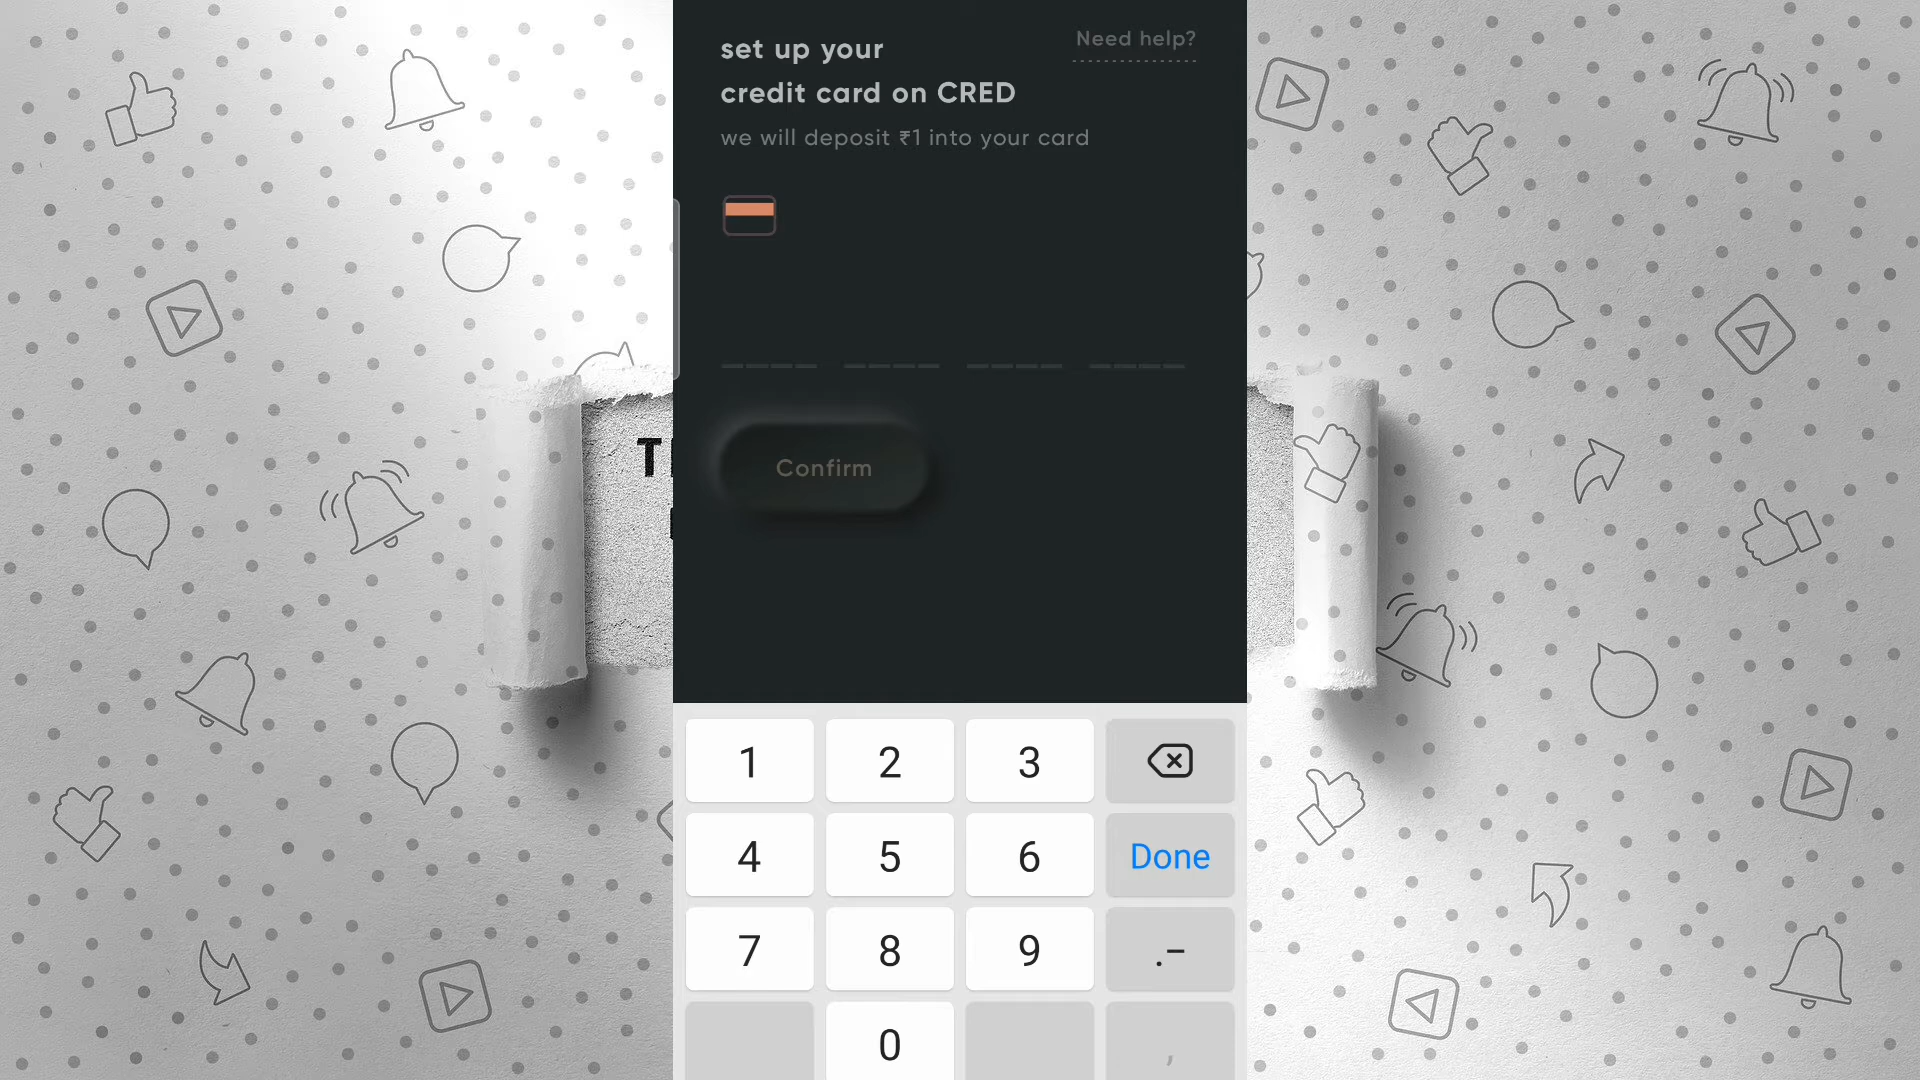 set up your
credit card on CRED
Need help?
we will deposit ₹1 into your card
Confirm
1 2 3
4 5 6 Done
7 8 9 .-
0 ,